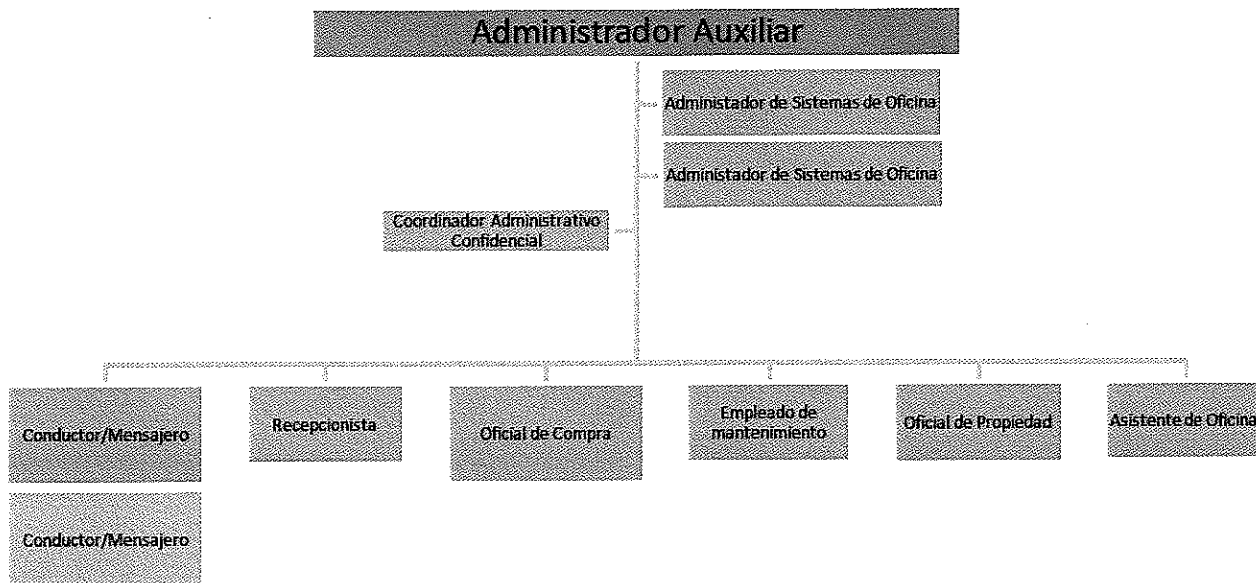 Administrador Auxiliar
Administador de Sistemas de Oficina
Administador de Sistemas de Oficina
Coordinador Administrativo
Confidencial
Conductor/Mensajero
Recepcionista
Oficial de Compra
Empleado de
mantenimiento
Oficial de Propiedad
Asistente de Oficina
Conductor/Mensajero